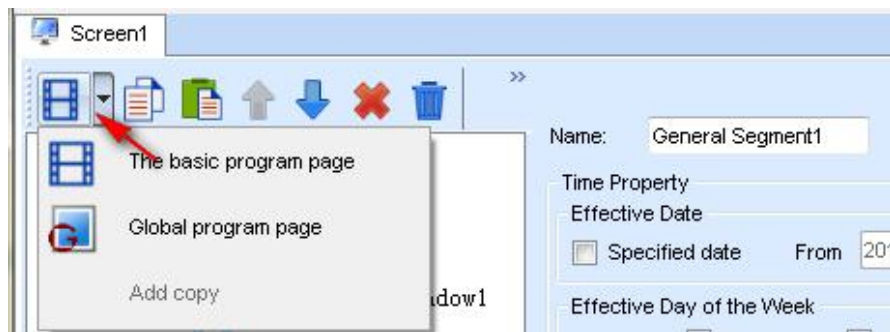 Screen1
»
The basic program page
Global program page
Add copy
Name: General Segment1
Time Property
Effective Date
Specified date From 201
Effective Day of the Week